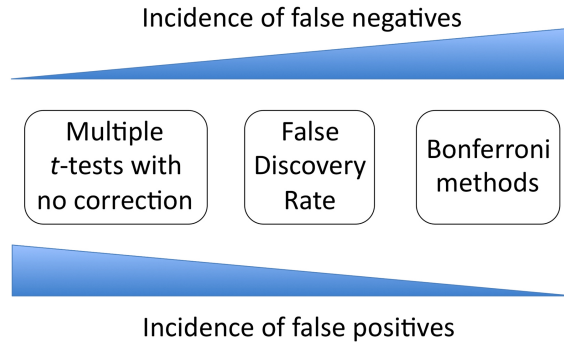 Incidence of false negatives
Multiple
t-tests with
no correction
False
Discovery
Rate
Bonferroni
methods
Incidence of false positives